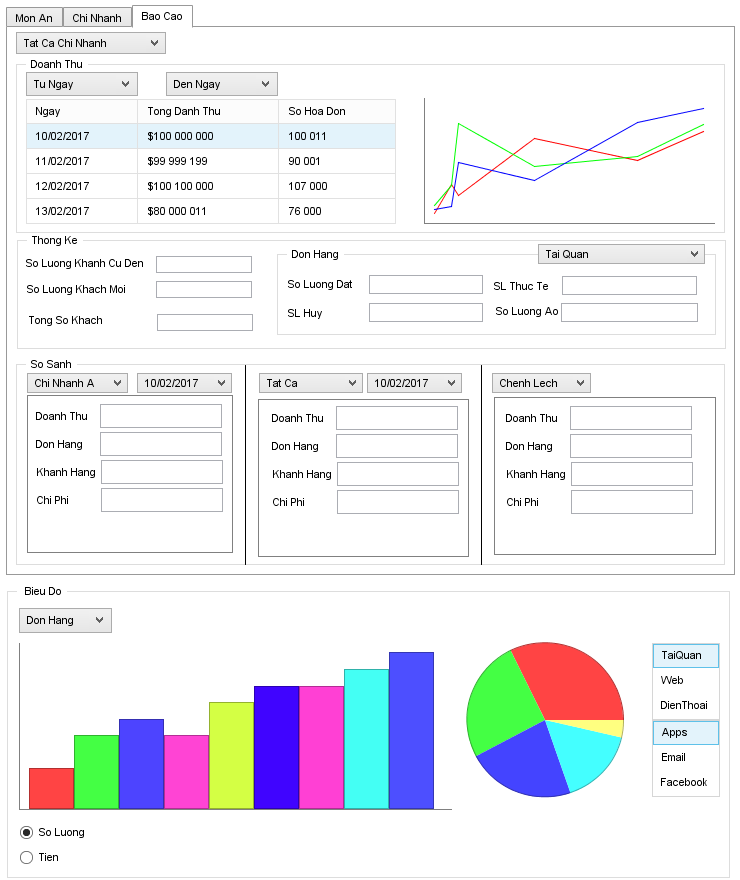 Mon An Chi Nhanh Bao Cao
Tat Ca Chi Nhanh
Doanh Thu
Tu Ngay Den Ngay
Ngay Tong Danh Thu So Hoa Don
10/02/2017 $100 000 000 100 011
11/02/2017 $99 999 199 90 001
12/02/2017 $100 100 000 107 000
13/02/2017 $80 000 011 76 000
Thong Ke
So Luong Khanh Cu Den
So Luong Khach Moi
Tong So Khach
Don Hang Tai Quan
So Luong Dat SL Thuc Te
SL Huy So Luong Ao
So Sanh
Chi Nhanh A 10/02/2017
Doanh Thu
Don Hang
Khanh Hang
Chi Phi
Tat Ca 10/02/2017
Doanh Thu
Don Hang
Khanh Hang
Chi Phi
Chenh Lech
Doanh Thu
Don Hang
Khanh Hang
Chi Phi
Bieu Do
Don Hang
TaiQuan
Web
DienThoai
Apps
Email
Facebook
So Luong
Tien